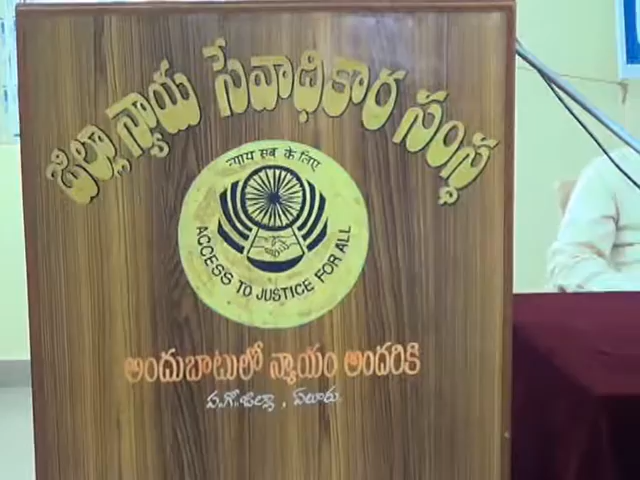 జిల్లా న్యాయ సేవాధికార సంస్థ
न्याय सब के लिए
ACCESS TO JUSTICE FOR ALL
అందుబాటులో న్యాయం అందరికి
ప.గో.జిల్లా, ఏలూరు.